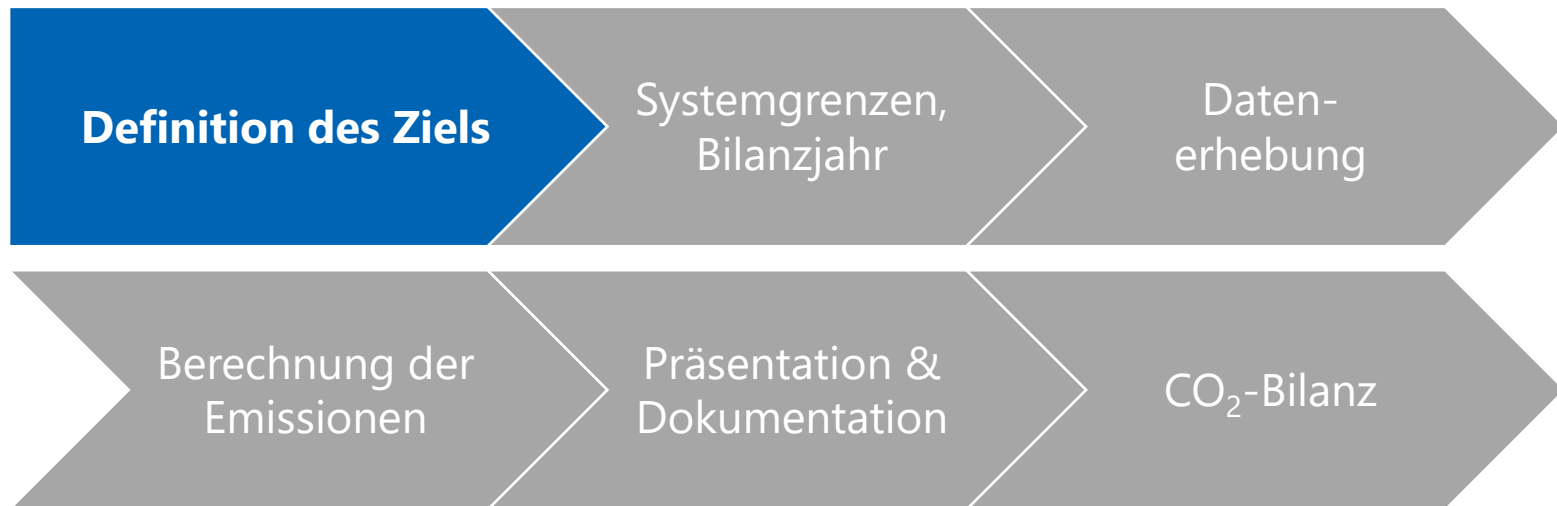 Definition des Ziels
Systemgrenzen,
Bilanzjahr
Daten-
erhebung
Berechnung der
Emissionen
Präsentation &
Dokumentation
CO₂-Bilanz